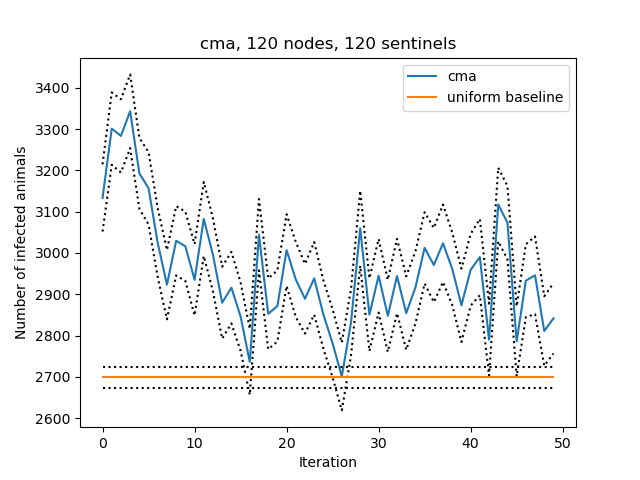 cma, 120 nodes, 120 sentinels
cma
uniform baseline
Number of infected animals
3400
3300
3200
3100
3000
2900
2800
2700
2600
0 10 20 30 40 50
Iteration